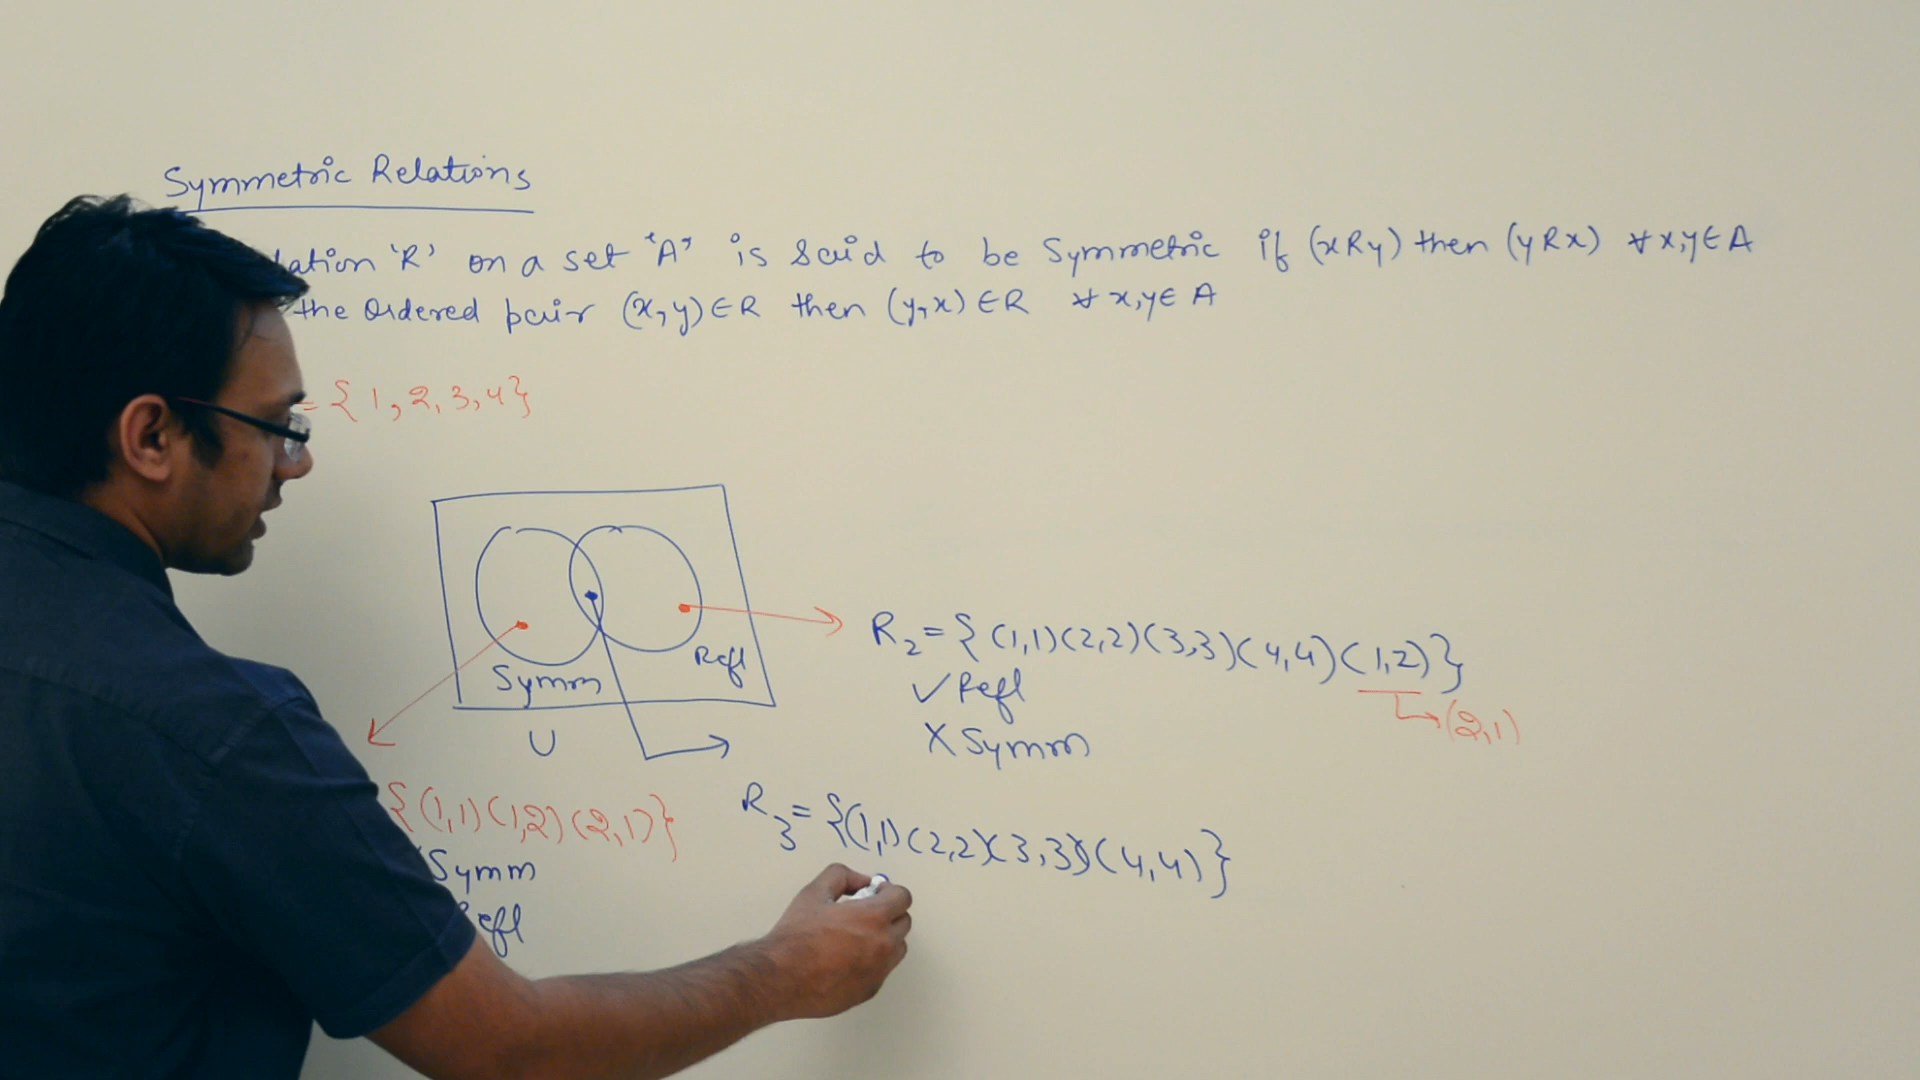 Symmetric Relations
lation 'R' on a set 'A' is said to be Symmetric if (xRy) then (yRx) ∀ x,y∈A
the ordered pair (x,y)∈R then (y,x)∈R ∀ x,y∈A
= {1,2,3,4}
Symm
Refl
U
R2 = {(1,1)(2,2)(3,3)(4,4)(1,2)}
✓Refl
(2,1)
XSymm
{(1,1)(1,2)(2,1)}
Symm
efl
R3 = {(1,1)(2,2)(3,3)(4,4)}